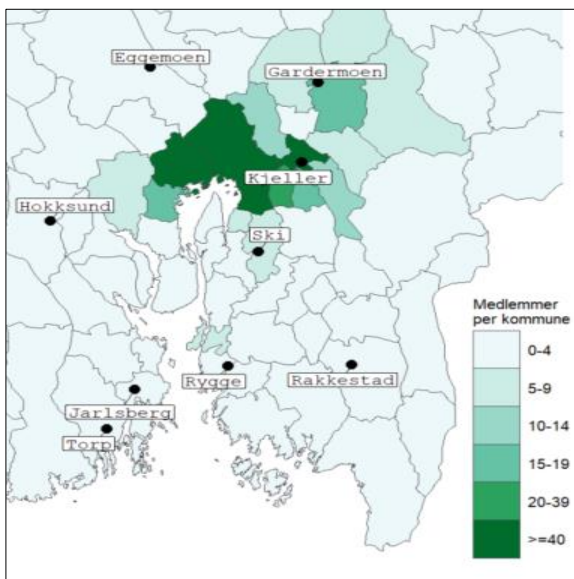 Eggemoen
Gardermoen
Kjeller
Hokksund
Ski
Medlemmer
per kommune
0-4
5-9
10-14
15-19
20-39
>=40
Rygge
Rakkestad
Jarlsberg
Torp